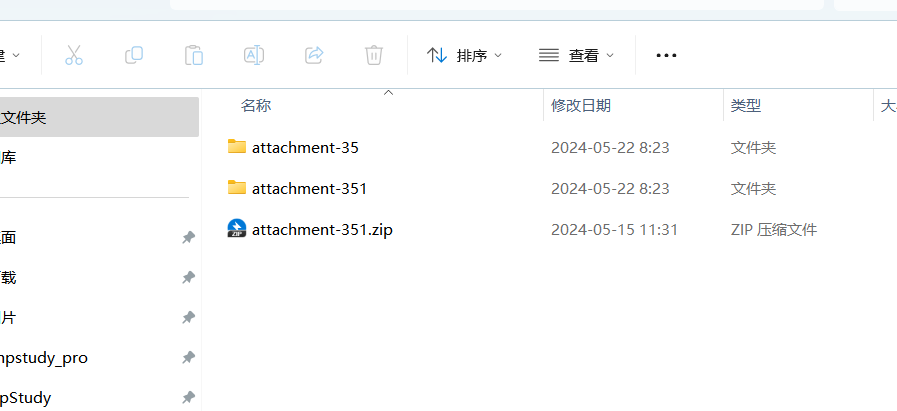 建 排序 查看
名称 修改日期 类型 大
文件夹
库
attachment-35 2024-05-22 8:23 文件夹
attachment-351 2024-05-22 8:23 文件夹
ZIP attachment-351.zip 2024-05-15 11:31 ZIP 压缩文件
面
载
片
npstudy_pro
pStudy